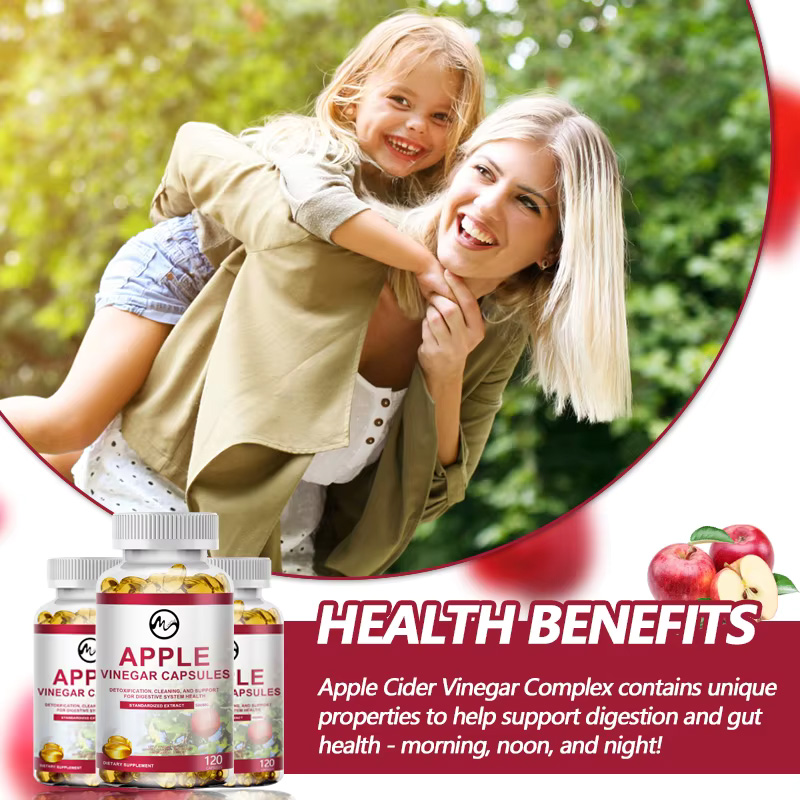 HEALTH BENEFITS
Apple Cider Vinegar Complex contains unique
properties to help support digestion and gut
health - morning, noon, and night!
APPLE
VINEGAR CAPSULES
DETOXIFICATION, CLEANING, AND SUPPORT
FOR DIGESTIVE SYSTEM HEALTH
STANDARDIZED EXTRACT
DIETARY SUPPLEMENT
120